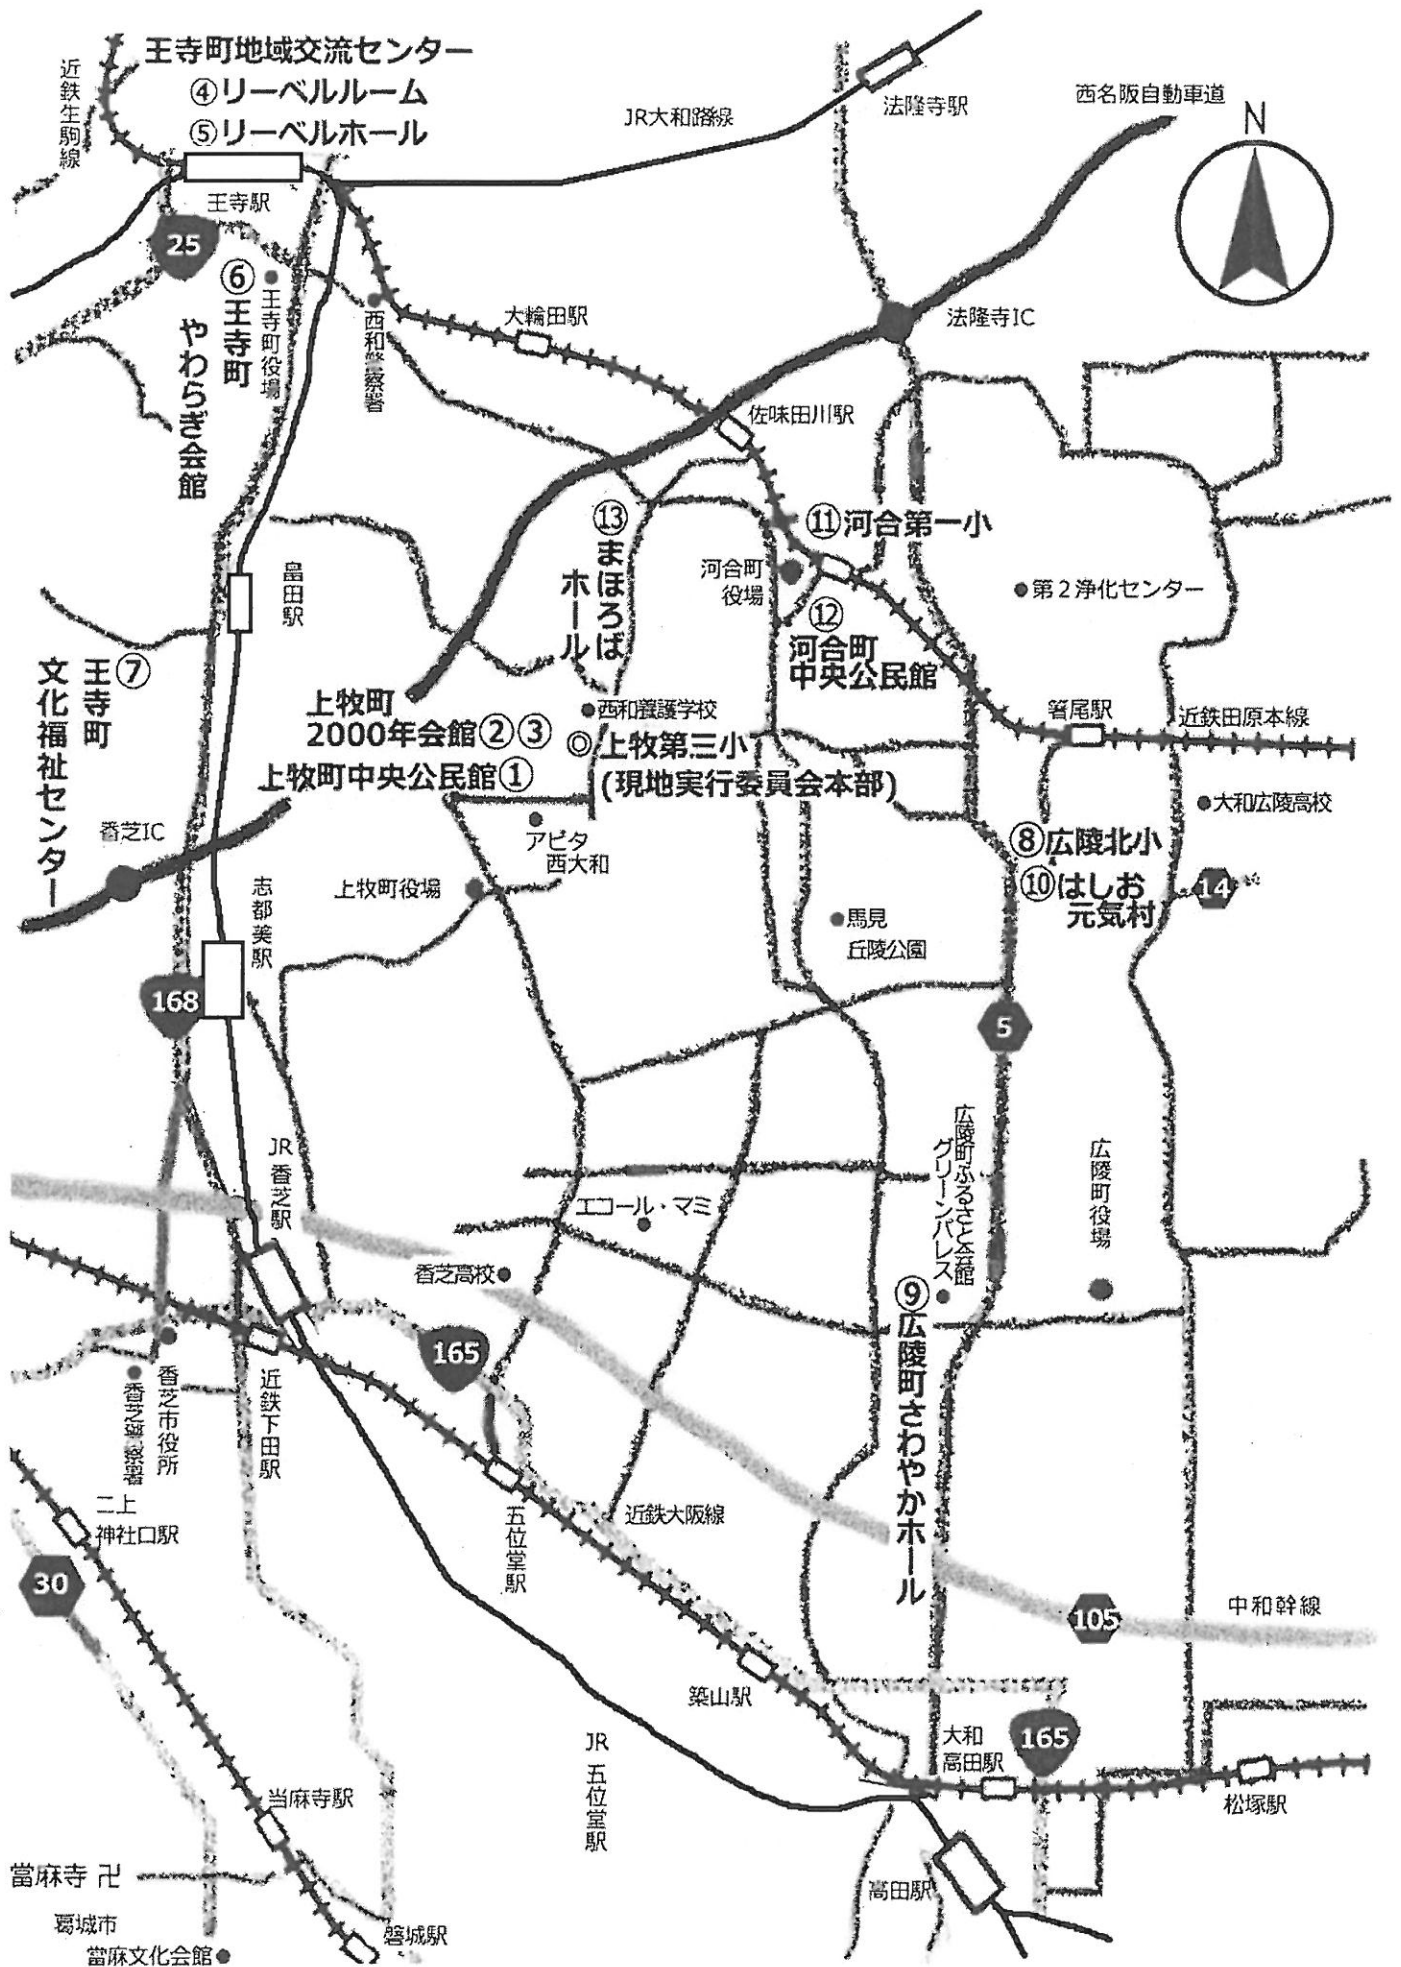 王寺町地域交流センター
④リーベルルーム
⑤リーベルホール
近鉄生駒線
王寺駅
JR大和路線
法隆寺駅
西名阪自動車道
N
25
⑥王寺町
やわらぎ会館
王寺町役場
西和警察署
大輪田駅
法隆寺IC
佐味田川駅
⑬まほろば
ホール
⑪河合第一小
河合町
役場
⑫
河合町
中央公民館
第2浄化センター
畠田駅
⑦
王寺町
文化福祉センター
上牧町
2000年会館②③
上牧町中央公民館①
西和養護学校
◎上牧第三小
(現地実行委員会本部)
箸尾駅
近鉄田原本線
大和広陵高校
⑧広陵北小
⑩はしお
元気村
14
香芝IC
アピタ
西大和
上牧町役場
志都美駅
馬見
丘陵公園
168
5
JR香芝駅
エコール・マミ
広陵町ふるさと会館
グリーンパレス
広陵町役場
香芝高校
⑨広陵町さわやかホール
165
香芝市役所
香芝警察署
近鉄下田駅
二上
神社口駅
30
五位堂駅
近鉄大阪線
105
中和幹線
築山駅
大和
高田駅
165
松塚駅
JR五位堂駅
当麻寺駅
當麻寺 卍
高田駅
葛城市
當麻文化会館
磐城駅